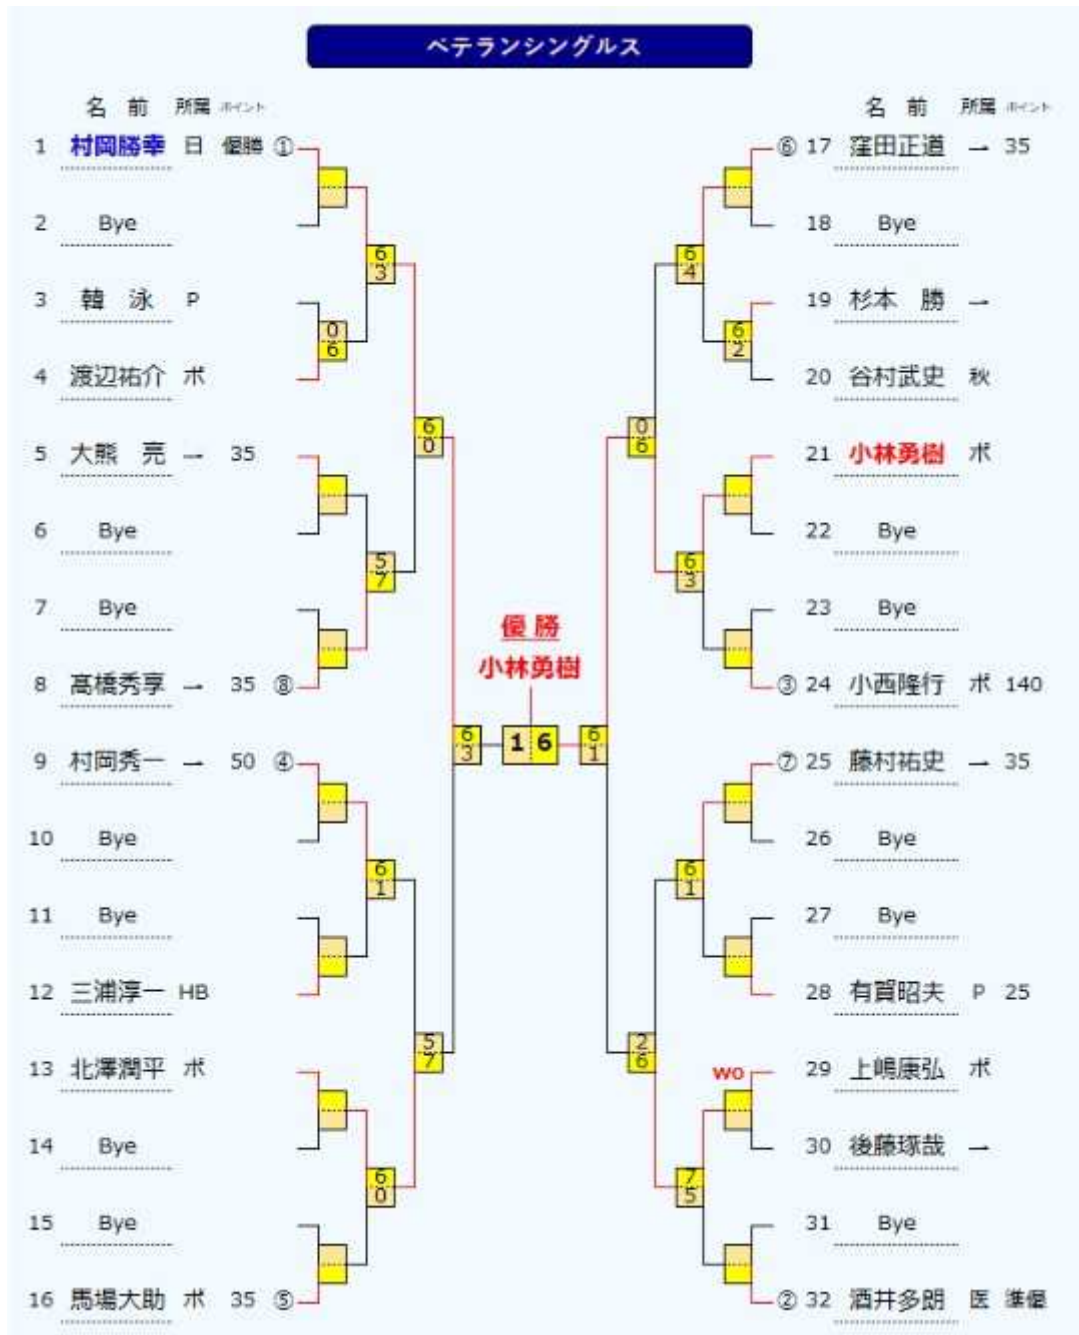 ベテランシングルス
名 前 所属 ポイント
1 村岡勝幸 日 優勝 ①
2 Bye
6 3
3 韓 泳 P
0 6
4 渡辺祐介 ポ
6 0
5 大熊 亮 → 35
6 Bye
5 7
7 Bye
8 髙橋秀享 → 35 ⑧
6 3
9 村岡秀一 → 50 ④
10 Bye
6 1
11 Bye
12 三浦淳一 HB
5 7
13 北澤潤平 ポ
14 Bye
6 0
15 Bye
16 馬場大助 ポ 35 ⑤
優勝
小林勇樹
1 6
名 前 所属 ポイント
⑥ 17 窪田正道 → 35
18 Bye
6 4
19 杉本 勝 →
6 2
20 谷村武史 秋
0 6
21 小林勇樹 ポ
22 Bye
6 3
23 Bye
③ 24 小西隆行 ポ 140
6 1
⑦ 25 藤村祐史 → 35
26 Bye
6 1
27 Bye
28 有賀昭夫 P 25
2 6
wo 29 上嶋康弘 ポ
30 後藤琢哉 →
7 5
31 Bye
② 32 酒井多朗 医 準優